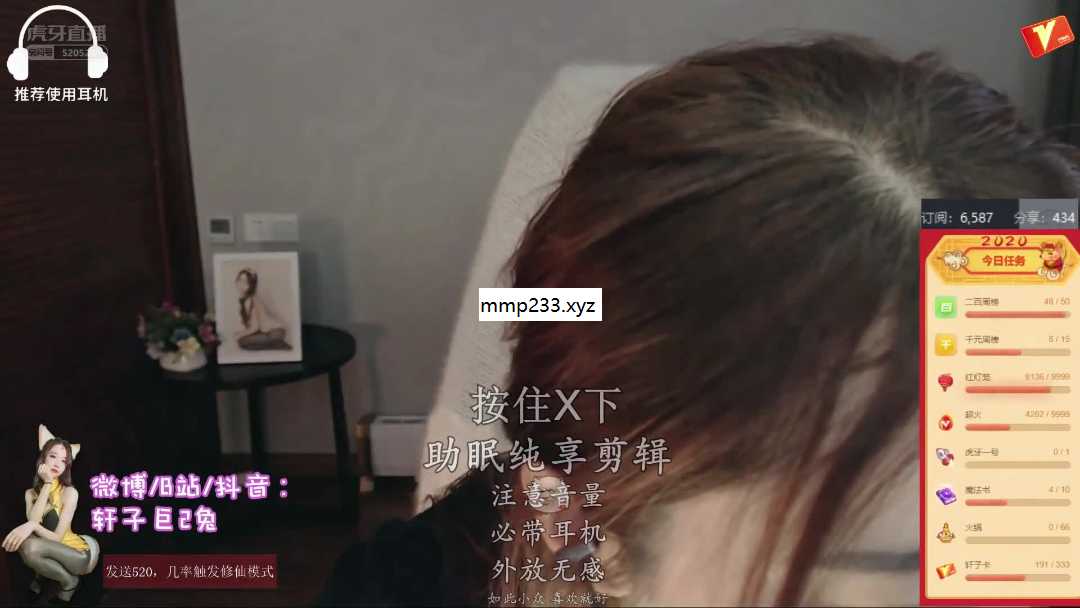 虎牙直播
推荐使用耳机
订阅：6,587 分享：434
2020
今日任务
二百周榜 48 / 50
千元周榜 5 / 15
红灯笼 8136 / 9999
超火 4262 / 9999
虎牙一号 0 / 1
魔法书 4 / 10
火锅 0 / 66
轩子卡 191 / 333
mmp233.xyz
按住X下
助眠纯享剪辑
注意音量
必带耳机
外放无感
如此小众 喜欢就好
微博/B站/抖音：
轩子巨2兔
发送520，几率触发修仙模式